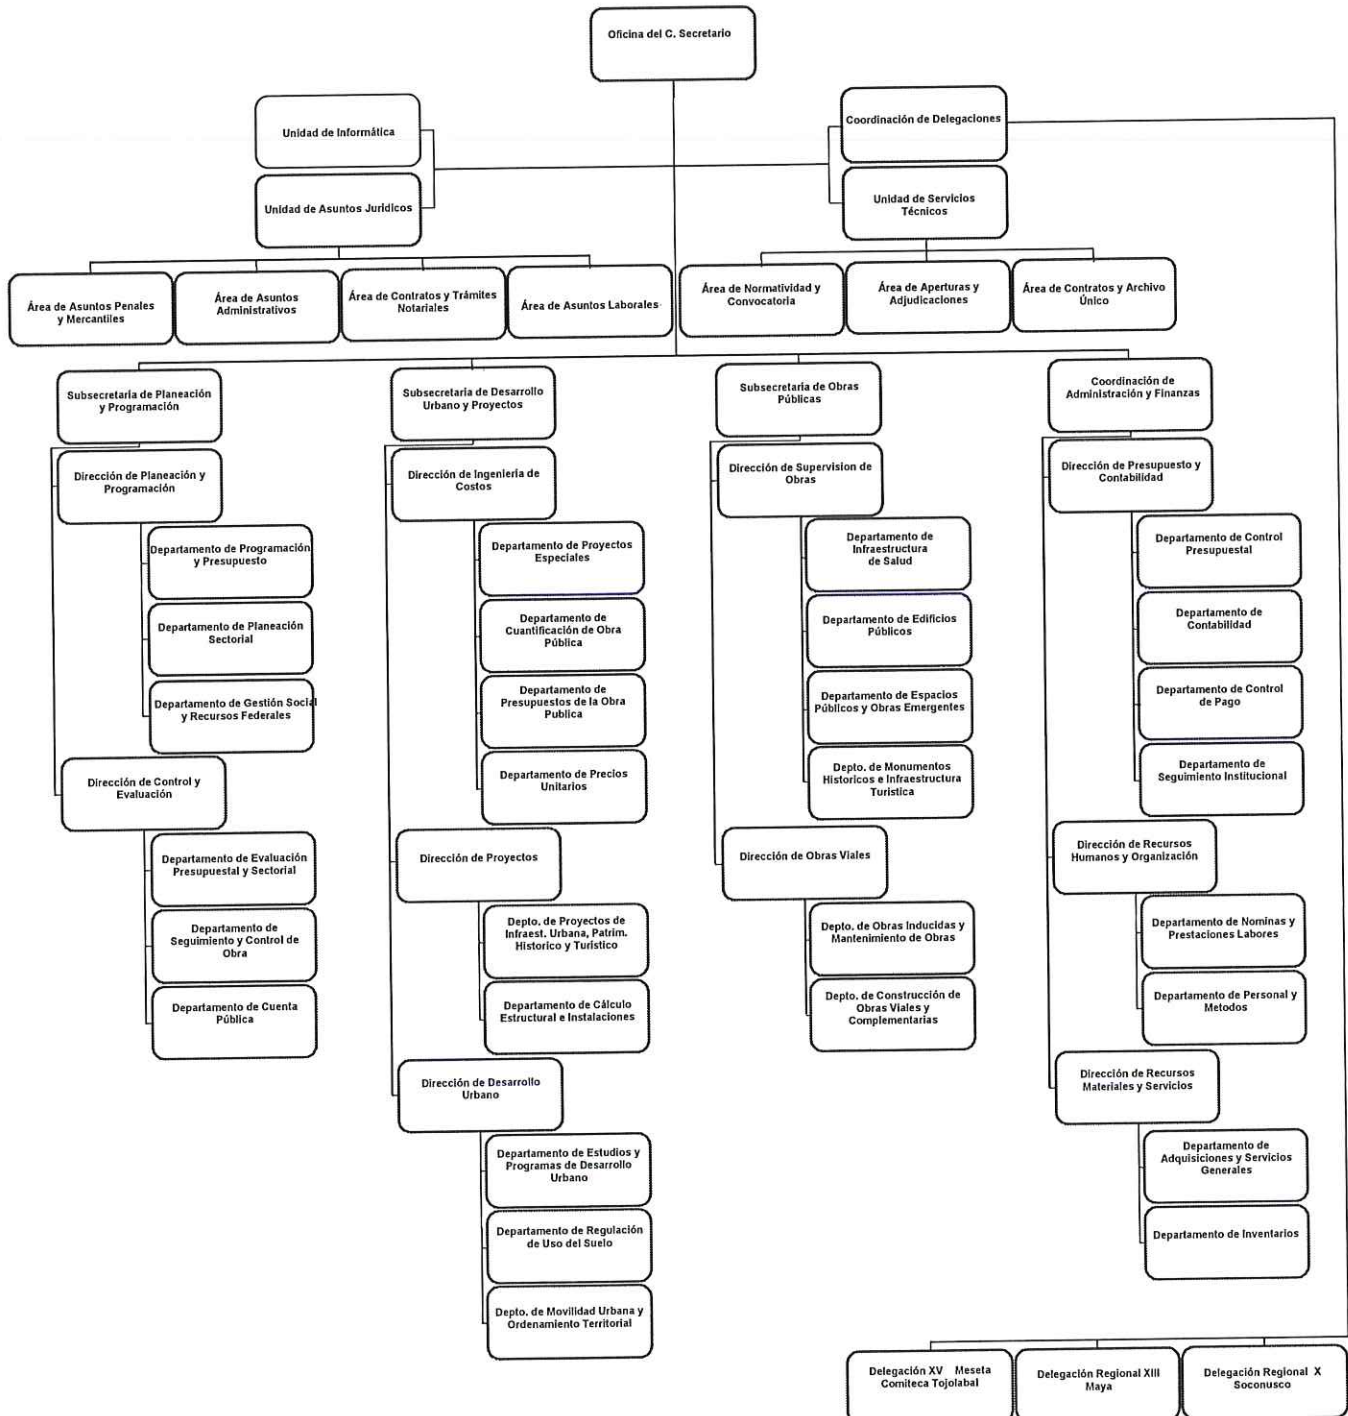 Oficina del C. Secretario
Unidad de Informática
Coordinación de Delegaciones
Unidad de Asuntos Juridicos
Unidad de Servicios
Técnicos
Área de Asuntos Penales
y Mercantiles
Área de Asuntos
Administrativos
Área de Contratos y Trámites
Notariales
Área de Asuntos Laborales
Área de Normatividad y
Convocatoria
Área de Aperturas y
Adjudicaciones
Área de Contratos y Archivo
Único
Subsecretaria de Planeación
y Programación
Dirección de Planeación y
Programación
Departamento de Programación
y Presupuesto
Departamento de Planeación
Sectorial
Departamento de Gestión Social
y Recursos Federales
Dirección de Control y
Evaluación
Departamento de Evaluación
Presupuestal y Sectorial
Departamento de
Seguimiento y Control de
Obra
Departamento de Cuenta
Pública
Subsecretaria de Desarrollo
Urbano y Proyectos
Dirección de Ingenieria de
Costos
Departamento de Proyectos
Especiales
Departamento de
Cuantificación de Obra
Pública
Departamento de
Presupuestos de la Obra
Publica
Departamento de Precios
Unitarios
Dirección de Proyectos
Depto. de Proyectos de
Infraest. Urbana, Patrim.
Historico y Turistico
Departamento de Cálculo
Estructural e Instalaciones
Dirección de Desarrollo
Urbano
Departamento de Estudios y
Programas de Desarrollo
Urbano
Departamento de Regulación
de Uso del Suelo
Depto. de Movilidad Urbana y
Ordenamiento Territorial
Subsecretaria de Obras
Públicas
Dirección de Supervision de
Obras
Departamento de
Infraestructura
de Salud
Departamento de Edificios
Públicos
Departamento de Espacios
Públicos y Obras Emergentes
Depto. de Monumentos
Historicos e Infraestructura
Turistica
Dirección de Obras Viales
Depto. de Obras Inducidas y
Mantenimiento de Obras
Depto. de Construcción de
Obras Viales y
Complementarias
Coordinación de
Administración y Finanzas
Dirección de Presupuesto y
Contabilidad
Departamento de Control
Presupuestal
Departamento de
Contabilidad
Departamento de Control
de Pago
Departamento de
Seguimiento Institucional
Dirección de Recursos
Humanos y Organización
Departamento de Nominas y
Prestaciones Labores
Departamento de Personal y
Metodos
Dirección de Recursos
Materiales y Servicios
Departamento de
Adquisiciones y Servicios
Generales
Departamento de Inventarios
Delegación XV Meseta
Comiteca Tojolabal
Delegación Regional XIII
Maya
Delegación Regional X
Soconusco